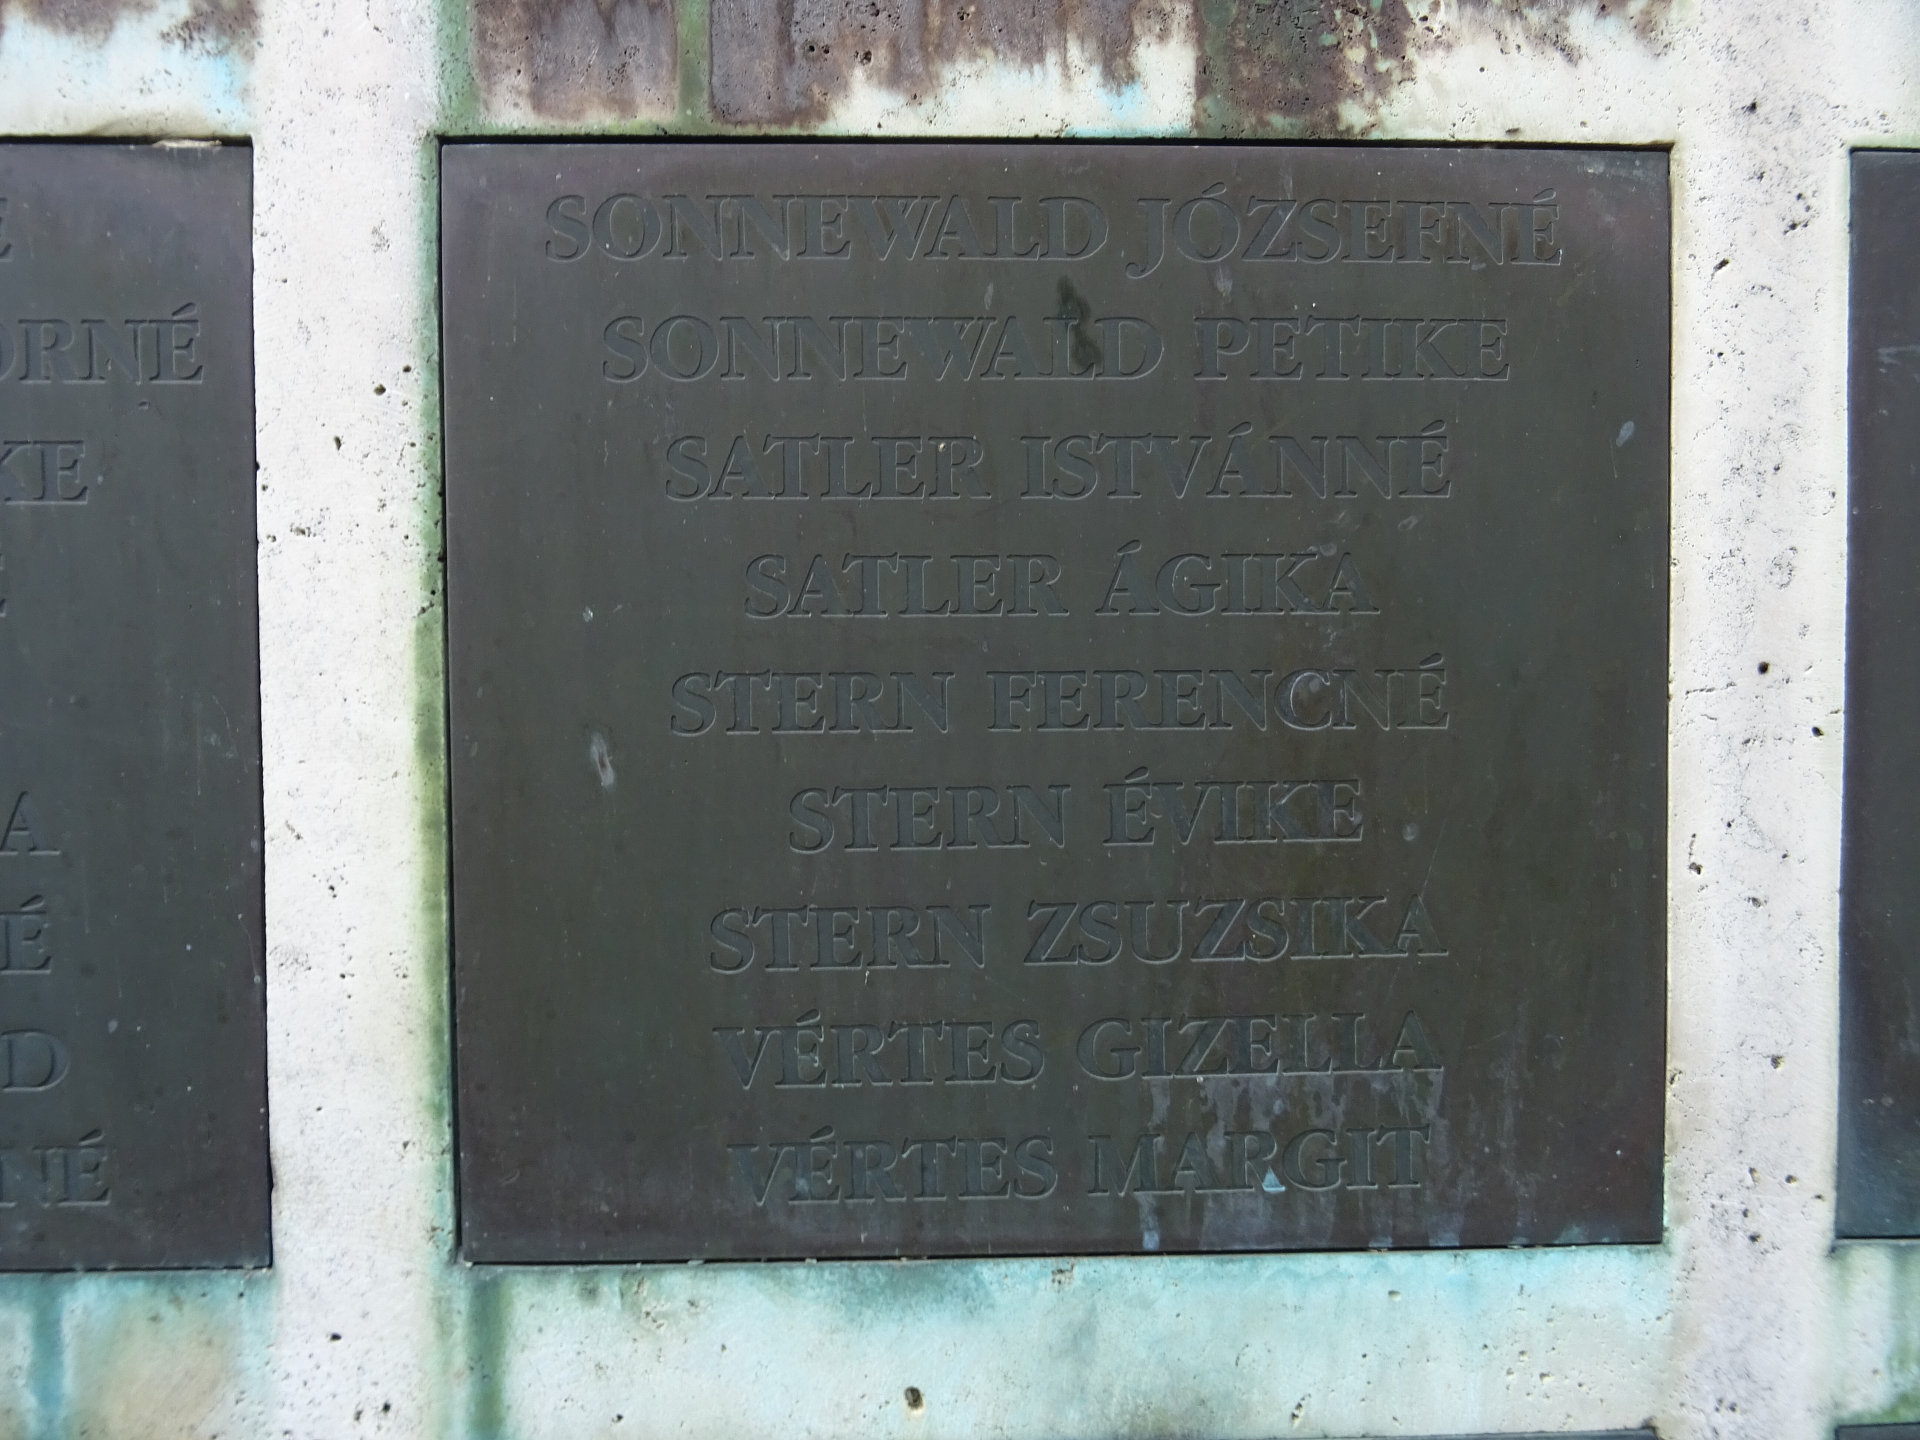 SONNEWALD JÓZSEFNÉ
SONNEWALD PETIKE
SATLER ISTVÁNNÉ
SATLER ÁGIKA
STERN FERENCNÉ
STERN ÉVIKE
STERN ZSUZSIKA
VÉRTES GIZELLA
VÉRTES MARGIT